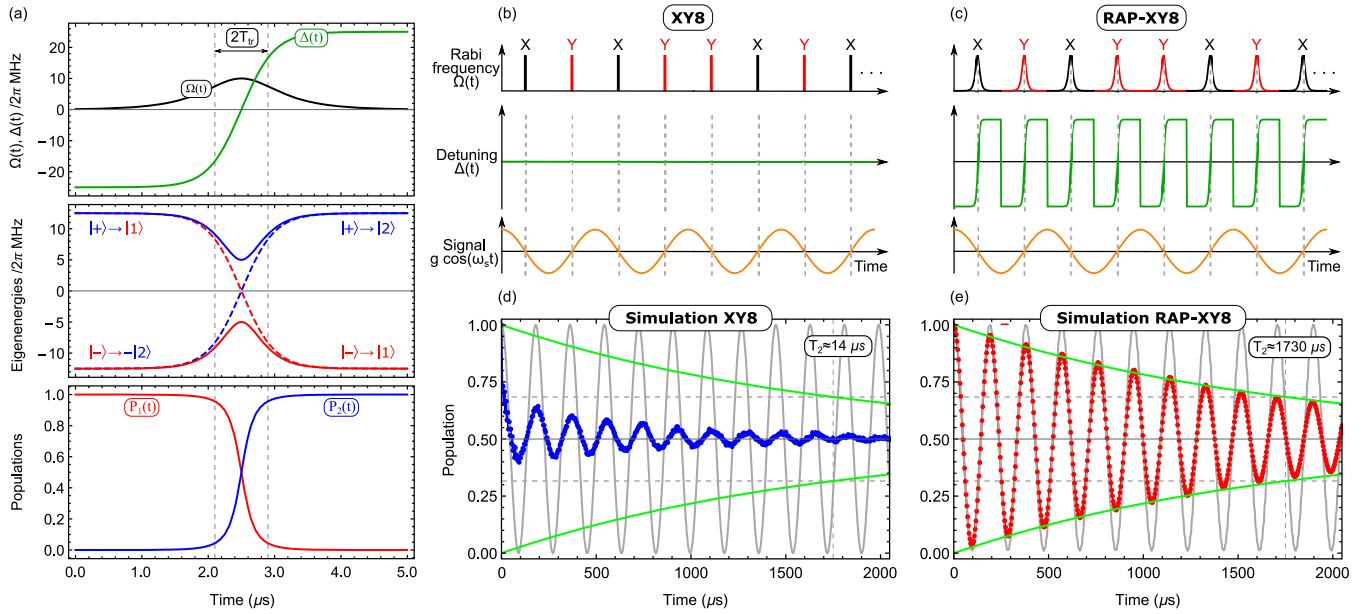 (a)
2Ttr
Δ(t)
Ω(t)
Ω(t), Δ(t) /2π MHz
20
10
0
−10
−20
|+⟩→|1⟩
|+⟩→|2⟩
|−⟩→−|2⟩
|−⟩→|1⟩
Eigenenergies /2π MHz
10
5
0
−5
−10
P1(t)
P2(t)
Populations
1.0
0.8
0.6
0.4
0.2
0.0
0.0 1.0 2.0 3.0 4.0 5.0
Time (μs)
(b)
XY8
X Y X Y Y X Y X
Rabi
frequency
Ω(t)
. . .
Detuning
Δ(t)
Signal
g cos(ωst)
Time
(c)
RAP-XY8
X Y X Y Y X Y X
. . .
Time
(d)
Simulation XY8
T2≈14 μs
Population
1.00
0.75
0.50
0.25
0.00
0 500 1000 1500 2000
Time (μs)
(e)
Simulation RAP-XY8
T2≈1730 μs
1.00
0.75
0.50
0.25
0.00
0 500 1000 1500 2000
Time (μs)